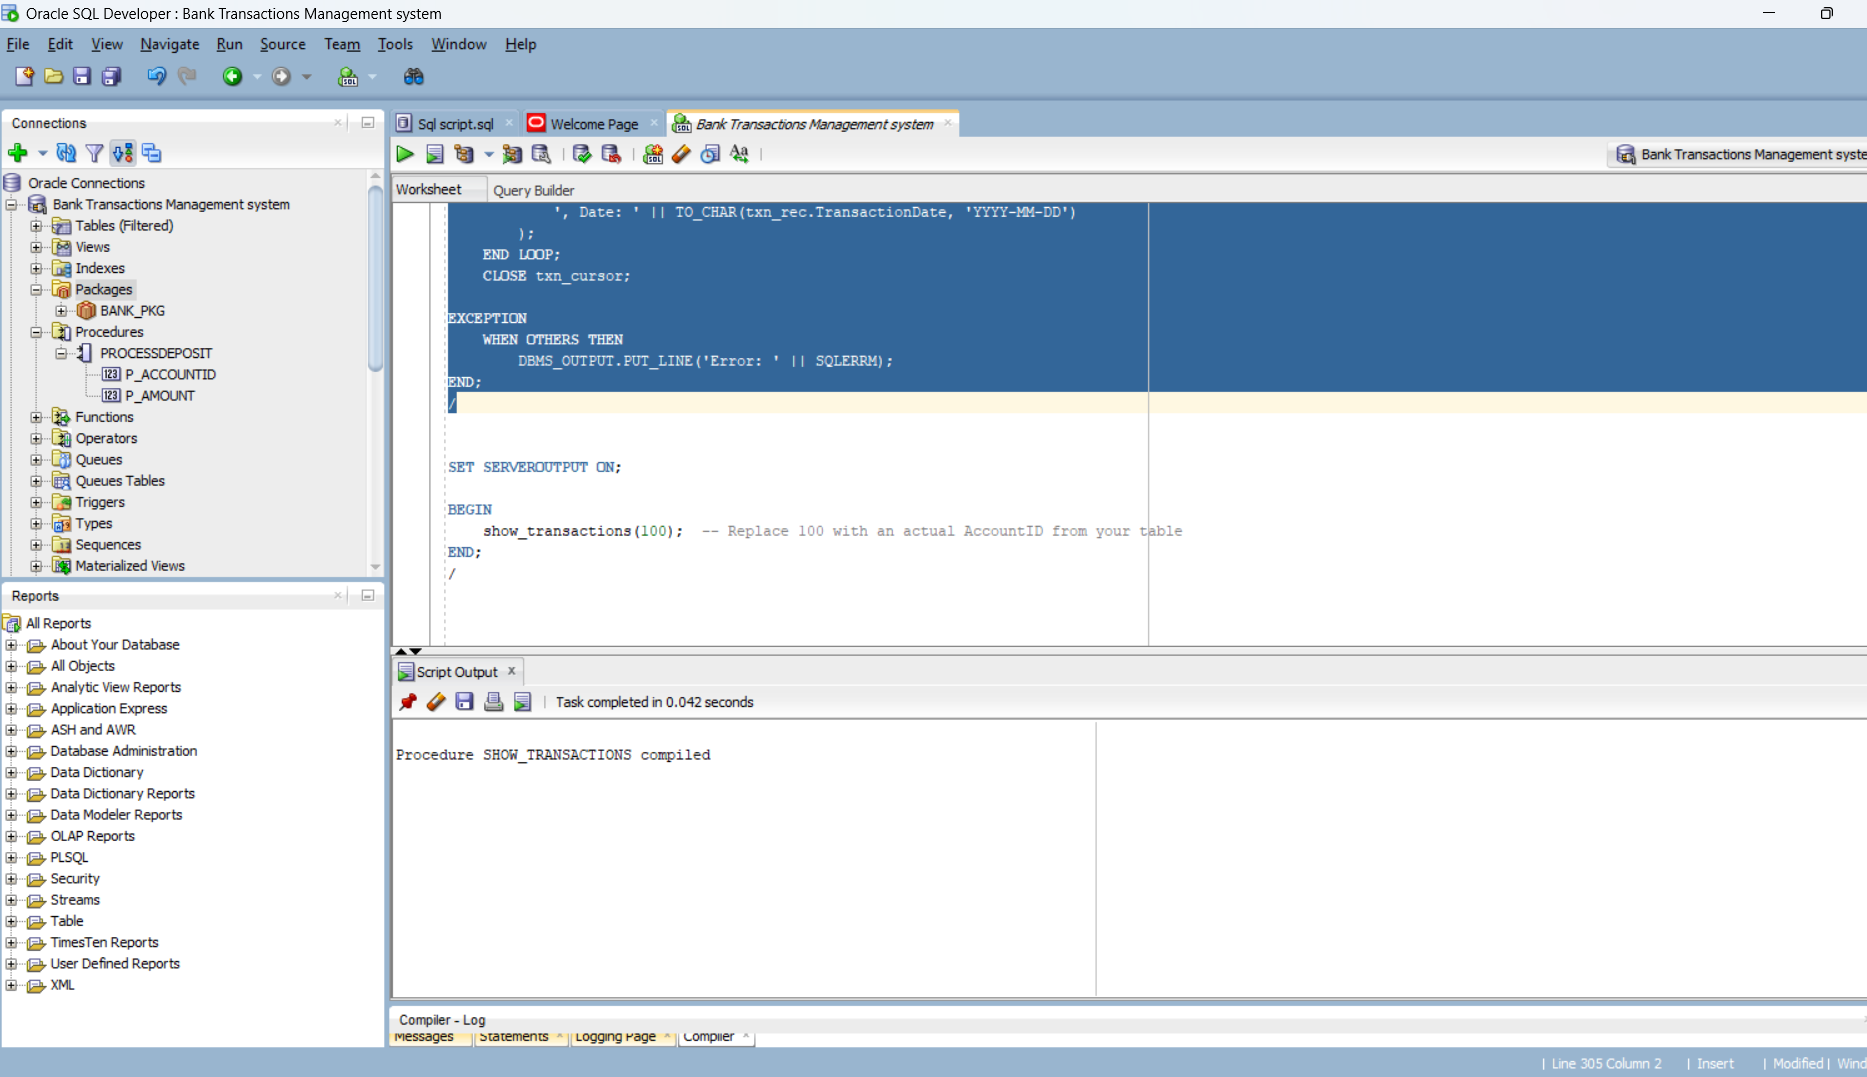 Oracle SQL Developer : Bank Transactions Management system
File Edit View Navigate Run Source Team Tools Window Help
Connections
Oracle Connections
Bank Transactions Management system
Tables (Filtered)
Views
Indexes
Packages
BANK_PKG
Procedures
PROCESSDEPOSIT
P_ACCOUNTID
P_AMOUNT
Functions
Operators
Queues
Queues Tables
Triggers
Types
Sequences
Materialized Views
Reports
All Reports
About Your Database
All Objects
Analytic View Reports
Application Express
ASH and AWR
Database Administration
Data Dictionary
Data Dictionary Reports
Data Modeler Reports
OLAP Reports
PLSQL
Security
Streams
Table
TimesTen Reports
User Defined Reports
XML
Sql script.sql Welcome Page Bank Transactions Management system
Bank Transactions Management syste
Worksheet Query Builder
', Date: ' || TO_CHAR(txn_rec.TransactionDate, 'YYYY-MM-DD')
);
END LOOP;
CLOSE txn_cursor;
EXCEPTION
WHEN OTHERS THEN
DBMS_OUTPUT.PUT_LINE('Error: ' || SQLERRM);
END;
/
SET SERVEROUTPUT ON;
BEGIN
show_transactions(100); -- Replace 100 with an actual AccountID from your table
END;
/
Script Output
Task completed in 0.042 seconds
Procedure SHOW_TRANSACTIONS compiled
Compiler - Log
Messages Statements Logging Page Compiler
Line 305 Column 2 | Insert | Modified | Wind